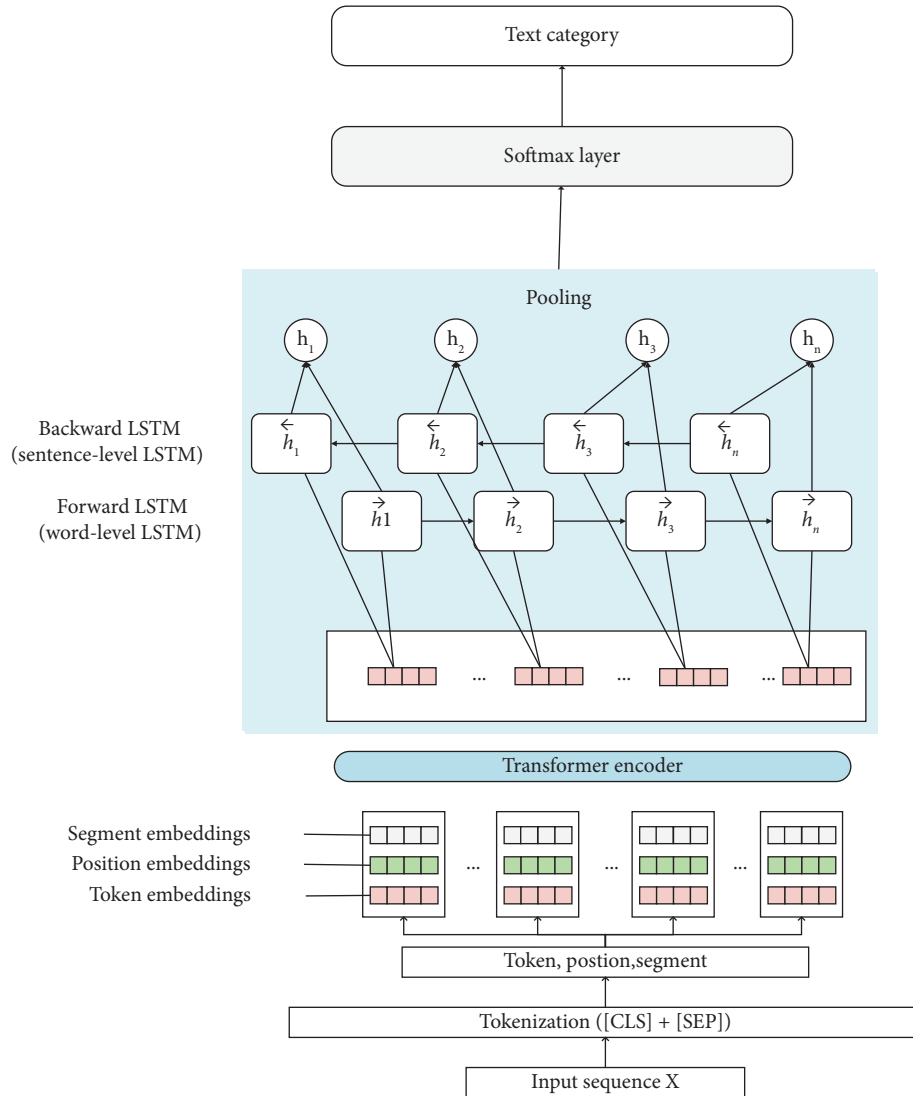 Text category
Softmax layer
Pooling
h₁ h₂ h₃ hₙ
Backward LSTM
(sentence-level LSTM)
←h₁ ←h₂ ←h₃ ←hₙ
Forward LSTM
(word-level LSTM)
→h1 →h₂ →h₃ →hₙ
... ... ...
Transformer encoder
Segment embeddings
Position embeddings
... ... ...
Token embeddings
Token, postion,segment
Tokenization ([CLS] + [SEP])
Input sequence X